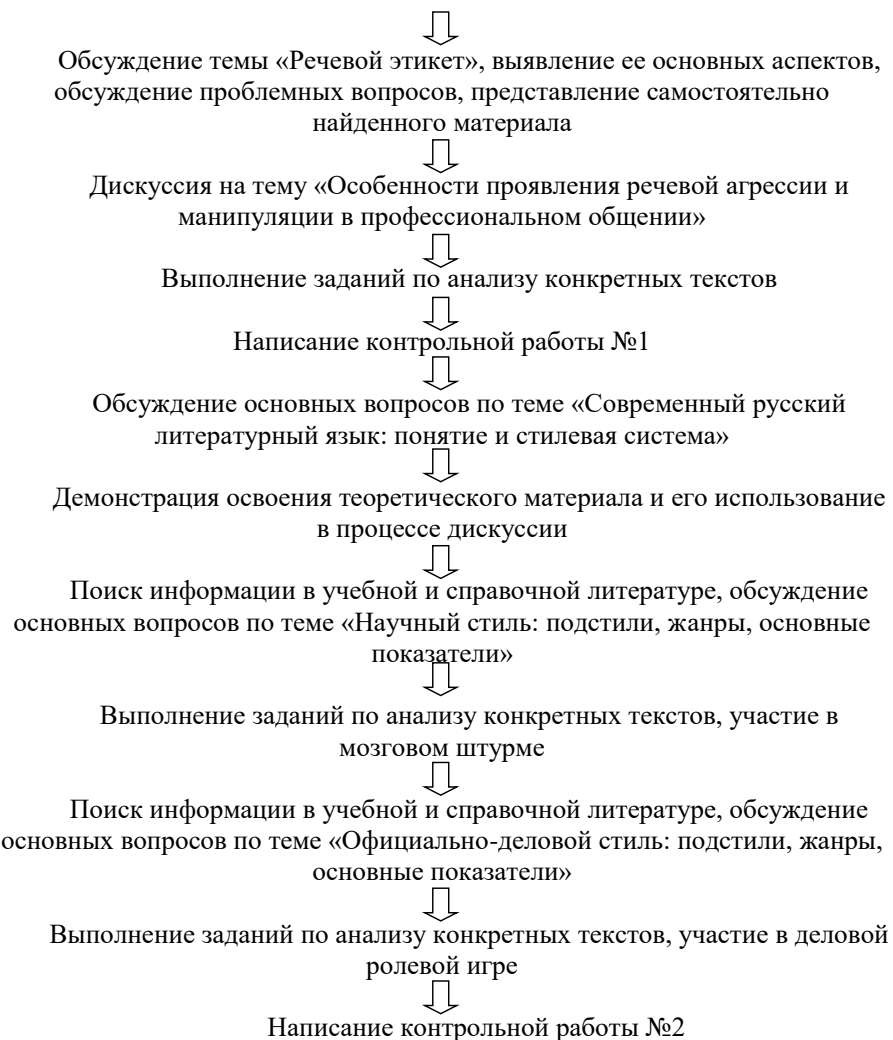 Обсуждение темы «Речевой этикет», выявление ее основных аспектов,
обсуждение проблемных вопросов, представление самостоятельно
найденного материала
Дискуссия на тему «Особенности проявления речевой агрессии и
манипуляции в профессиональном общении»
Выполнение заданий по анализу конкретных текстов
Написание контрольной работы №1
Обсуждение основных вопросов по теме «Современный русский
литературный язык: понятие и стилевая система»
Демонстрация освоения теоретического материала и его использование
в процессе дискуссии
Поиск информации в учебной и справочной литературе, обсуждение
основных вопросов по теме «Научный стиль: подстили, жанры, основные
показатели»
Выполнение заданий по анализу конкретных текстов, участие в
мозговом штурме
Поиск информации в учебной и справочной литературе, обсуждение
основных вопросов по теме «Официально-деловой стиль: подстили, жанры,
основные показатели»
Выполнение заданий по анализу конкретных текстов, участие в деловой
ролевой игре
Написание контрольной работы №2